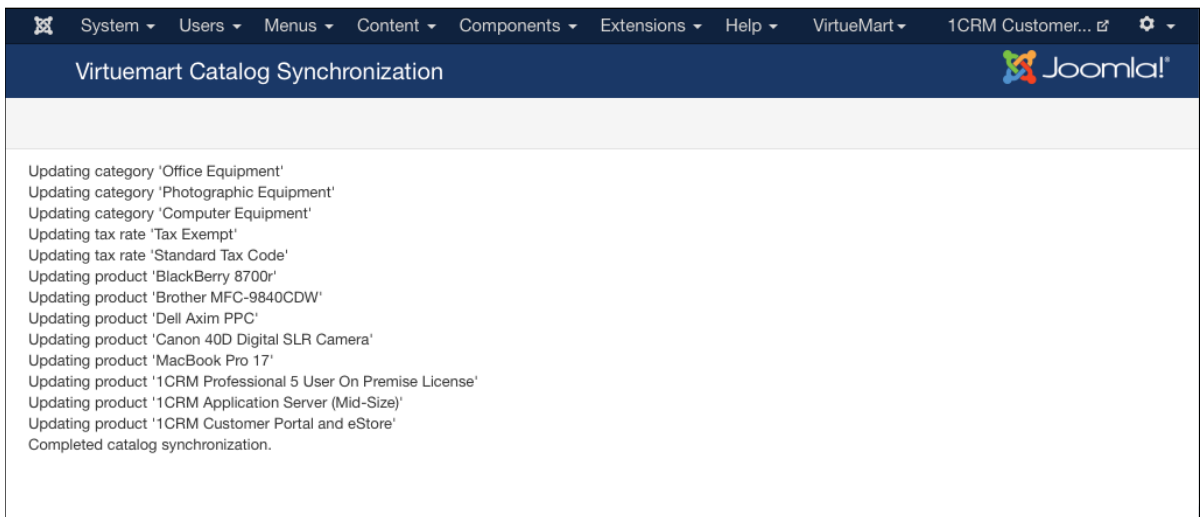 System Users Menus Content Components Extensions Help VirtueMart 1CRM Customer...
Virtuemart Catalog Synchronization Joomla!®
Updating category 'Office Equipment'
Updating category 'Photographic Equipment'
Updating category 'Computer Equipment'
Updating tax rate 'Tax Exempt'
Updating tax rate 'Standard Tax Code'
Updating product 'BlackBerry 8700r'
Updating product 'Brother MFC-9840CDW'
Updating product 'Dell Axim PPC'
Updating product 'Canon 40D Digital SLR Camera'
Updating product 'MacBook Pro 17'
Updating product '1CRM Professional 5 User On Premise License'
Updating product '1CRM Application Server (Mid-Size)'
Updating product '1CRM Customer Portal and eStore'
Completed catalog synchronization.